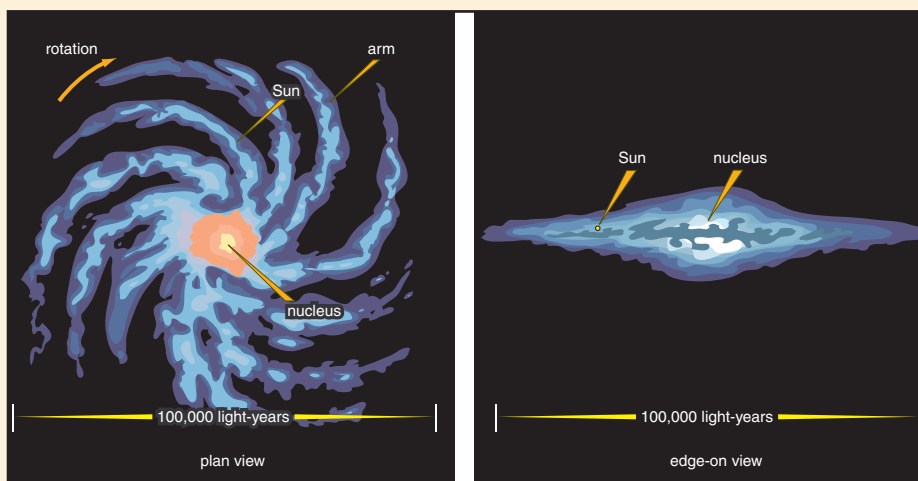 rotation
arm
Sun
nucleus
100,000 light-years
plan view
Sun
nucleus
100,000 light-years
edge-on view